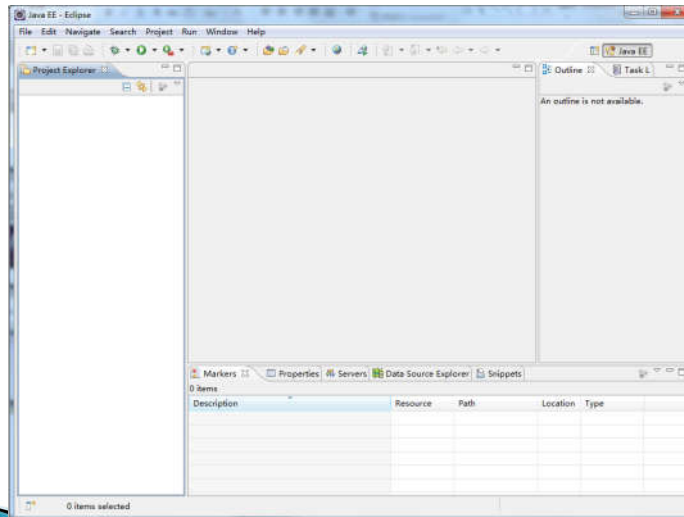 Java EE - Eclipse
File Edit Navigate Search Project Run Window Help
Java EE
Project Explorer
Outline Task L
An outline is not available.
Markers Properties Servers Data Source Explorer Snippets
0 items
Description Resource Path Location Type
0 items selected